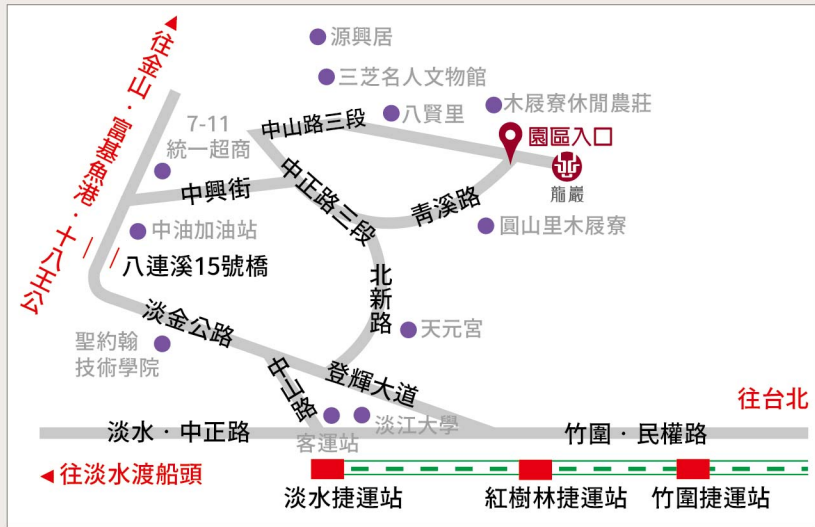 源興居
三芝名人文物館
八賢里
木屐寮休閒農莊
往金山・富基魚港・十八王公
7-11
統一超商
中山路三段
園區入口
龍巖
中興街
中正路三段
青溪路
中油加油站
圓山里木屐寮
八連溪15號橋
北新路
淡金公路
天元宮
聖約翰
技術學院
中山路
登輝大道
往台北
淡江大學
客運站
淡水・中正路
竹圍・民權路
往淡水渡船頭
淡水捷運站
紅樹林捷運站
竹圍捷運站